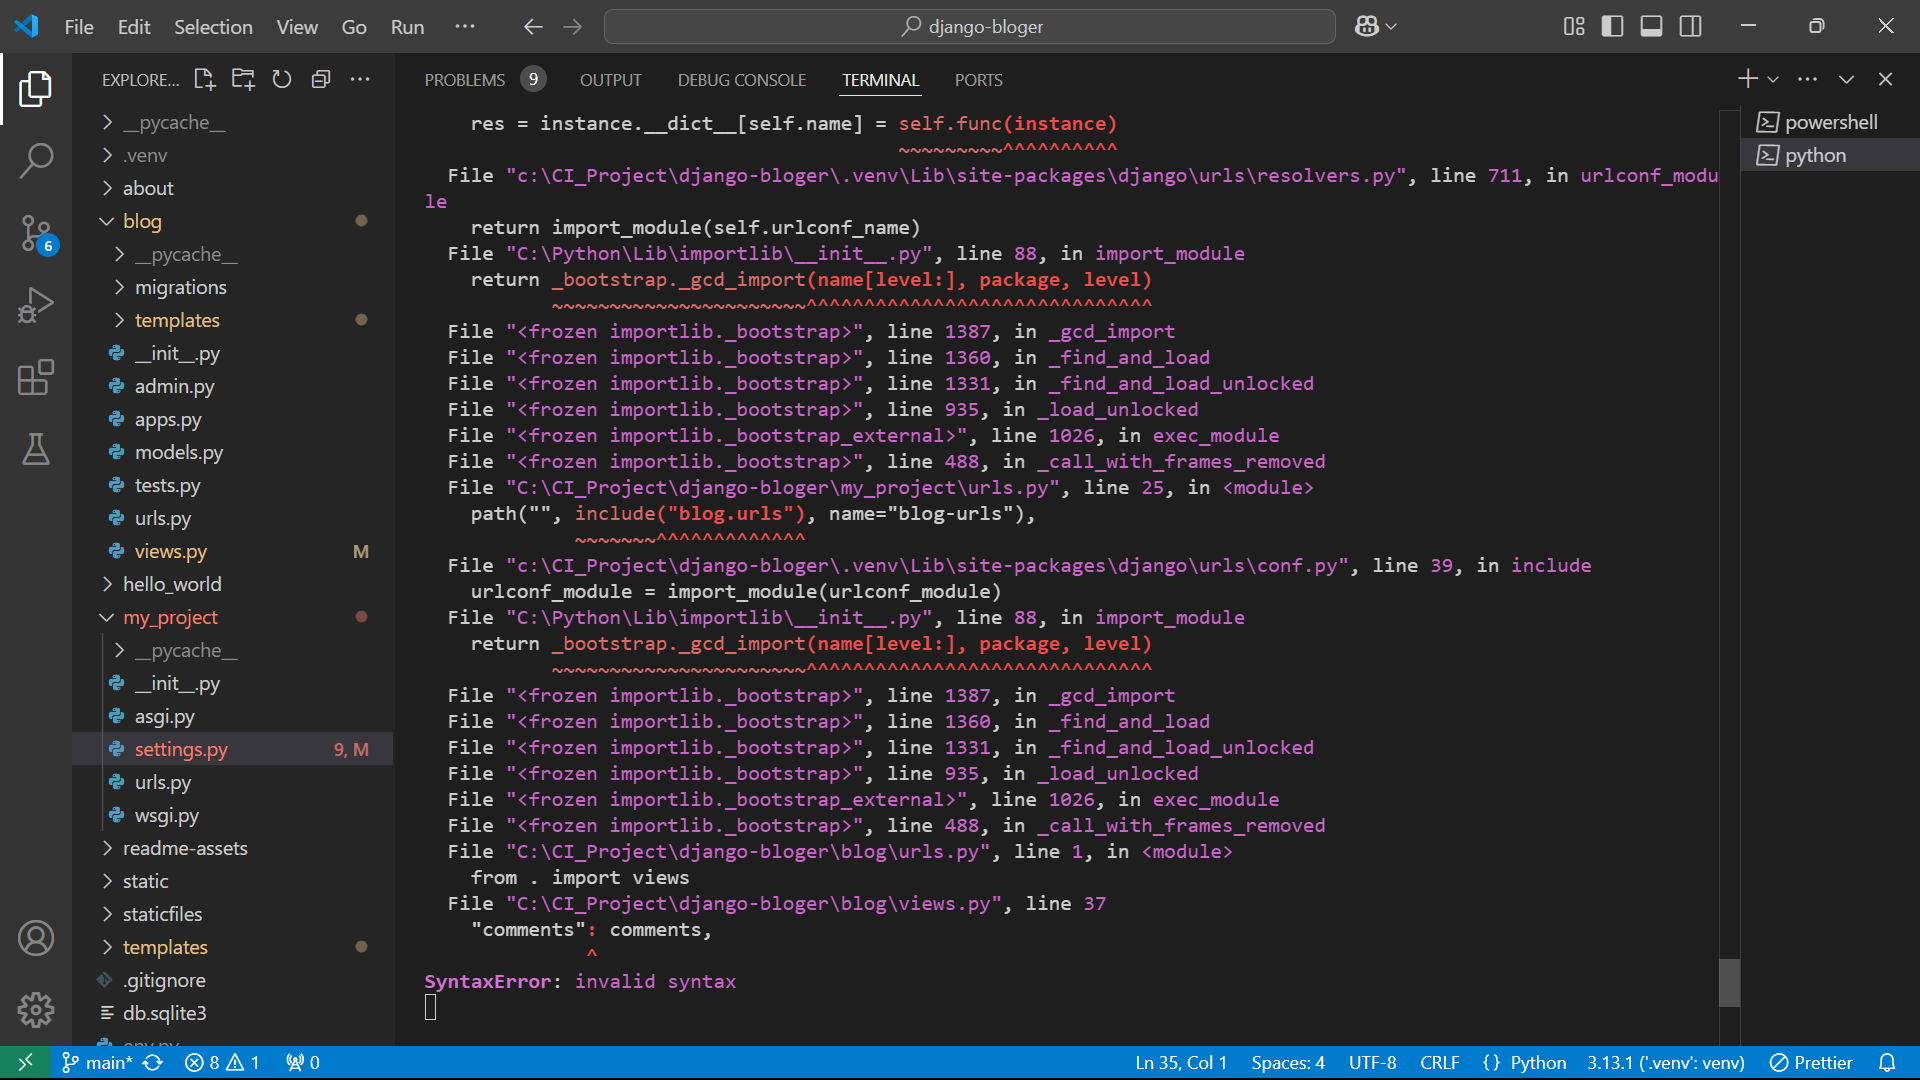 File Edit Selection View Go Run ··· django-bloger
EXPLORE... PROBLEMS 9 OUTPUT DEBUG CONSOLE TERMINAL PORTS
__pycache__
.venv
about
blog
__pycache__
migrations
templates
__init__.py
admin.py
apps.py
models.py
tests.py
urls.py
views.py M
hello_world
my_project
__pycache__
__init__.py
asgi.py
settings.py 9, M
urls.py
wsgi.py
readme-assets
static
staticfiles
templates
.gitignore
db.sqlite3
env.py
6
res = instance.__dict__[self.name] = self.func(instance)
~~~~~~~~~^^^^^^^^^^
File "c:\CI_Project\django-bloger\.venv\Lib\site-packages\django\urls\resolvers.py", line 711, in urlconf_modu
le
return import_module(self.urlconf_name)
File "C:\Python\Lib\importlib\__init__.py", line 88, in import_module
return _bootstrap._gcd_import(name[level:], package, level)
~~~~~~~~~~~~~~~~~~~~~~^^^^^^^^^^^^^^^^^^^^^^^^^^^^^^
File "<frozen importlib._bootstrap>", line 1387, in _gcd_import
File "<frozen importlib._bootstrap>", line 1360, in _find_and_load
File "<frozen importlib._bootstrap>", line 1331, in _find_and_load_unlocked
File "<frozen importlib._bootstrap>", line 935, in _load_unlocked
File "<frozen importlib._bootstrap_external>", line 1026, in exec_module
File "<frozen importlib._bootstrap>", line 488, in _call_with_frames_removed
File "C:\CI_Project\django-bloger\my_project\urls.py", line 25, in <module>
path("", include("blog.urls"), name="blog-urls"),
~~~~~~~^^^^^^^^^^^^^
File "c:\CI_Project\django-bloger\.venv\Lib\site-packages\django\urls\conf.py", line 39, in include
urlconf_module = import_module(urlconf_module)
File "C:\Python\Lib\importlib\__init__.py", line 88, in import_module
return _bootstrap._gcd_import(name[level:], package, level)
~~~~~~~~~~~~~~~~~~~~~~^^^^^^^^^^^^^^^^^^^^^^^^^^^^^^
File "<frozen importlib._bootstrap>", line 1387, in _gcd_import
File "<frozen importlib._bootstrap>", line 1360, in _find_and_load
File "<frozen importlib._bootstrap>", line 1331, in _find_and_load_unlocked
File "<frozen importlib._bootstrap>", line 935, in _load_unlocked
File "<frozen importlib._bootstrap_external>", line 1026, in exec_module
File "<frozen importlib._bootstrap>", line 488, in _call_with_frames_removed
File "C:\CI_Project\django-bloger\blog\urls.py", line 1, in <module>
from . import views
File "C:\CI_Project\django-bloger\blog\views.py", line 37
"comments": comments,
^
SyntaxError: invalid syntax
powershell
python
main* 8 1 0 Ln 35, Col 1 Spaces: 4 UTF-8 CRLF {} Python 3.13.1 ('.venv': venv) Prettier